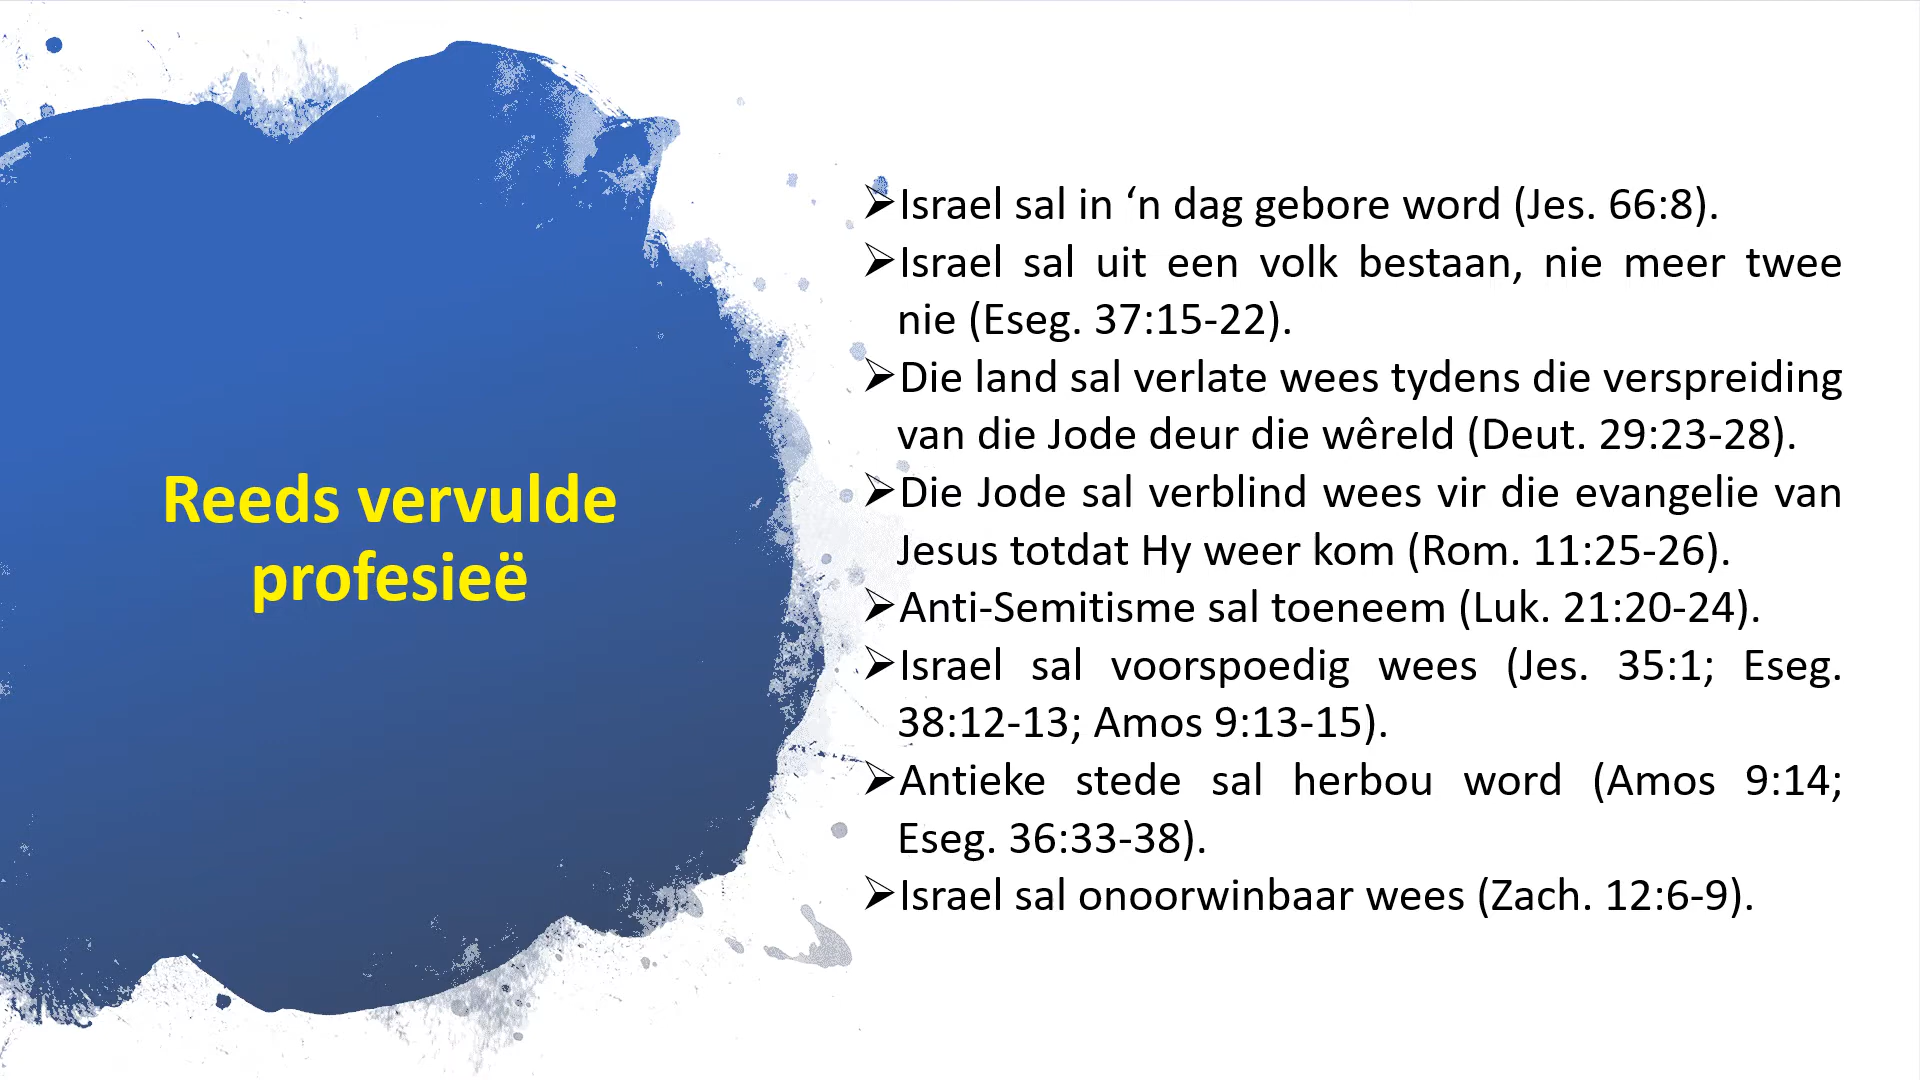 Reeds vervulde
profesieë
Israel sal in ‘n dag gebore word (Jes. 66:8).
Israel sal uit een volk bestaan, nie meer twee
nie (Eseg. 37:15-22).
Die land sal verlate wees tydens die verspreiding
van die Jode deur die wêreld (Deut. 29:23-28).
Die Jode sal verblind wees vir die evangelie van
Jesus totdat Hy weer kom (Rom. 11:25-26).
Anti-Semitisme sal toeneem (Luk. 21:20-24).
Israel sal voorspoedig wees (Jes. 35:1; Eseg.
38:12-13; Amos 9:13-15).
Antieke stede sal herbou word (Amos 9:14;
Eseg. 36:33-38).
Israel sal onoorwinbaar wees (Zach. 12:6-9).